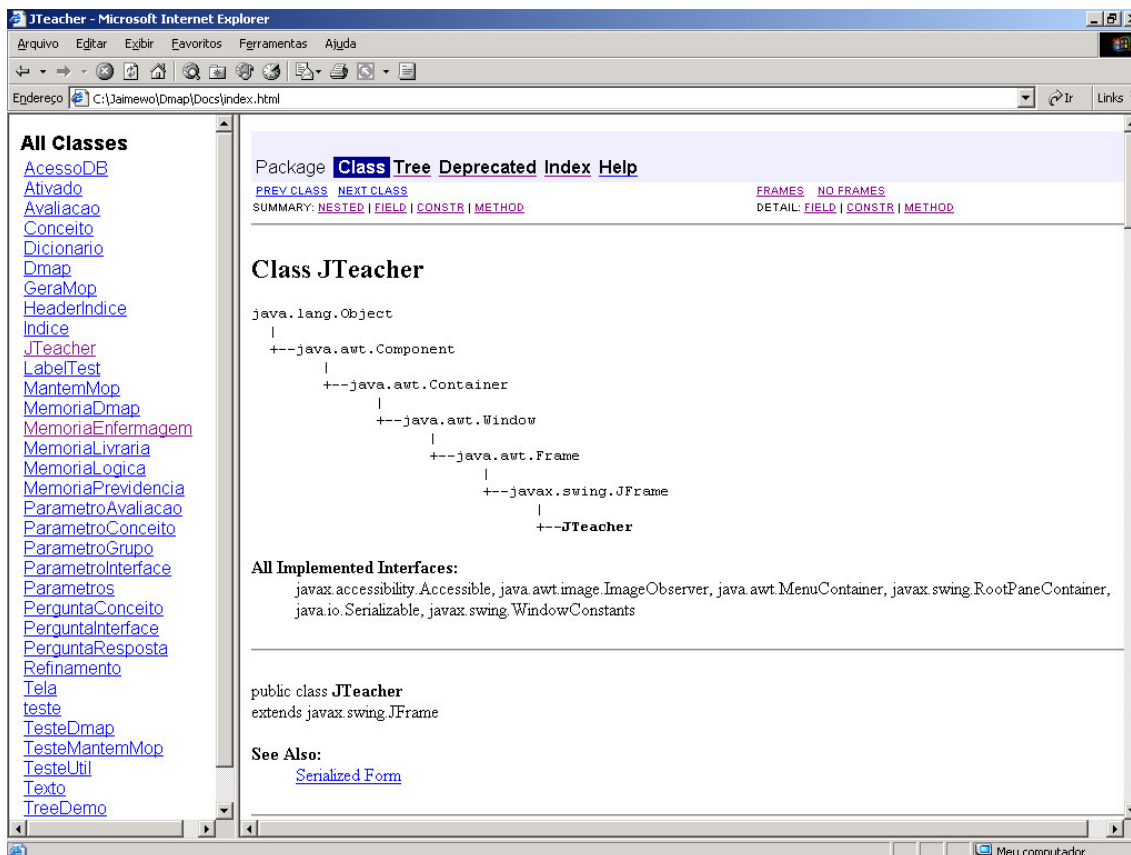 JTeacher - Microsoft Internet Explorer
Arquivo Editar Exibir Favoritos Ferramentas Ajuda
Endereço C:\Jaimewo\Dmap\Docs\index.html Ir Links
All Classes
AcessoDB
Ativado
Avaliacao
Conceito
Dicionario
Dmap
GeraMop
HeaderIndice
Indice
JTeacher
LabelTest
MantemMop
MemoriaDmap
MemoriaEnfermagem
MemoriaLivraria
MemoriaLogica
MemoriaPrevidencia
ParametroAvaliacao
ParametroConceito
ParametroGrupo
ParametroInterface
Parametros
PerguntaConceito
PerguntaInterface
PerguntaResposta
Refinamento
Tela
teste
TesteDmap
TesteMantemMop
TesteUtil
Texto
TreeDemo
Package Class Tree Deprecated Index Help
PREV CLASS NEXT CLASS FRAMES NO FRAMES
SUMMARY: NESTED | FIELD | CONSTR | METHOD DETAIL: FIELD | CONSTR | METHOD
Class JTeacher
java.lang.Object
|
+--java.awt.Component
|
+--java.awt.Container
|
+--java.awt.Window
|
+--java.awt.Frame
|
+--javax.swing.JFrame
|
+--JTeacher
All Implemented Interfaces:
javax.accessibility.Accessible, java.awt.image.ImageObserver, java.awt.MenuContainer, javax.swing.RootPaneContainer,
java.io.Serializable, javax.swing.WindowConstants
public class JTeacher
extends javax.swing.JFrame
See Also:
Serialized Form
Meu computador